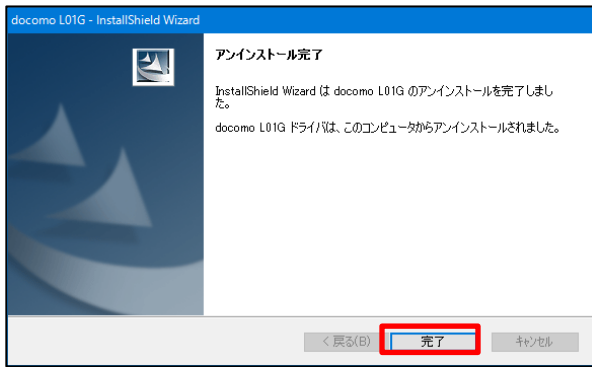 docomo L01G - InstallShield Wizard
アンインストール完了
InstallShield Wizard は docomo L01G のアンインストールを完了しまし
た。
docomo L01G ドライバは、このコンピュータからアンインストールされました。
< 戻る(B)
完了
キャンセル